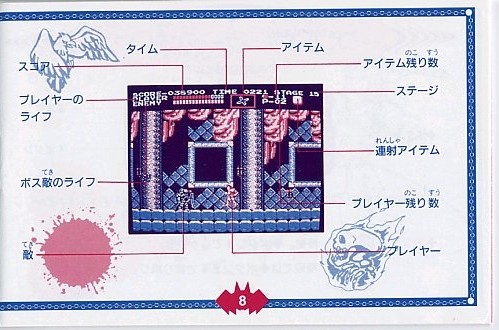 タイム
アイテム
スコア
アイテム残り数
のこ すう
プレイヤーの
ライフ
ステージ
SCORE-038900 TIME 0221 STAGE 15
PLAYER
ENEMY
P-02
連射アイテム
れんしゃ
ボス敵のライフ
てき
プレイヤー残り数
のこ すう
敵
てき
プレイヤー
8